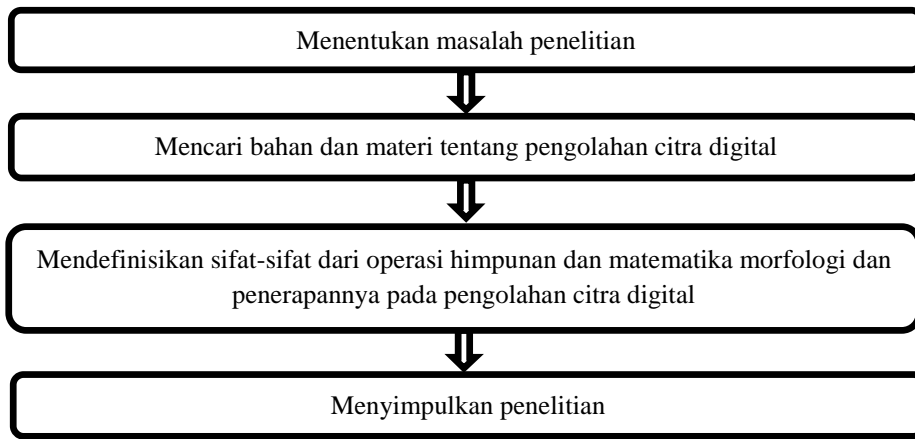 Menentukan masalah penelitian
Mencari bahan dan materi tentang pengolahan citra digital
Mendefinisikan sifat-sifat dari operasi himpunan dan matematika morfologi dan
penerapannya pada pengolahan citra digital
Menyimpulkan penelitian